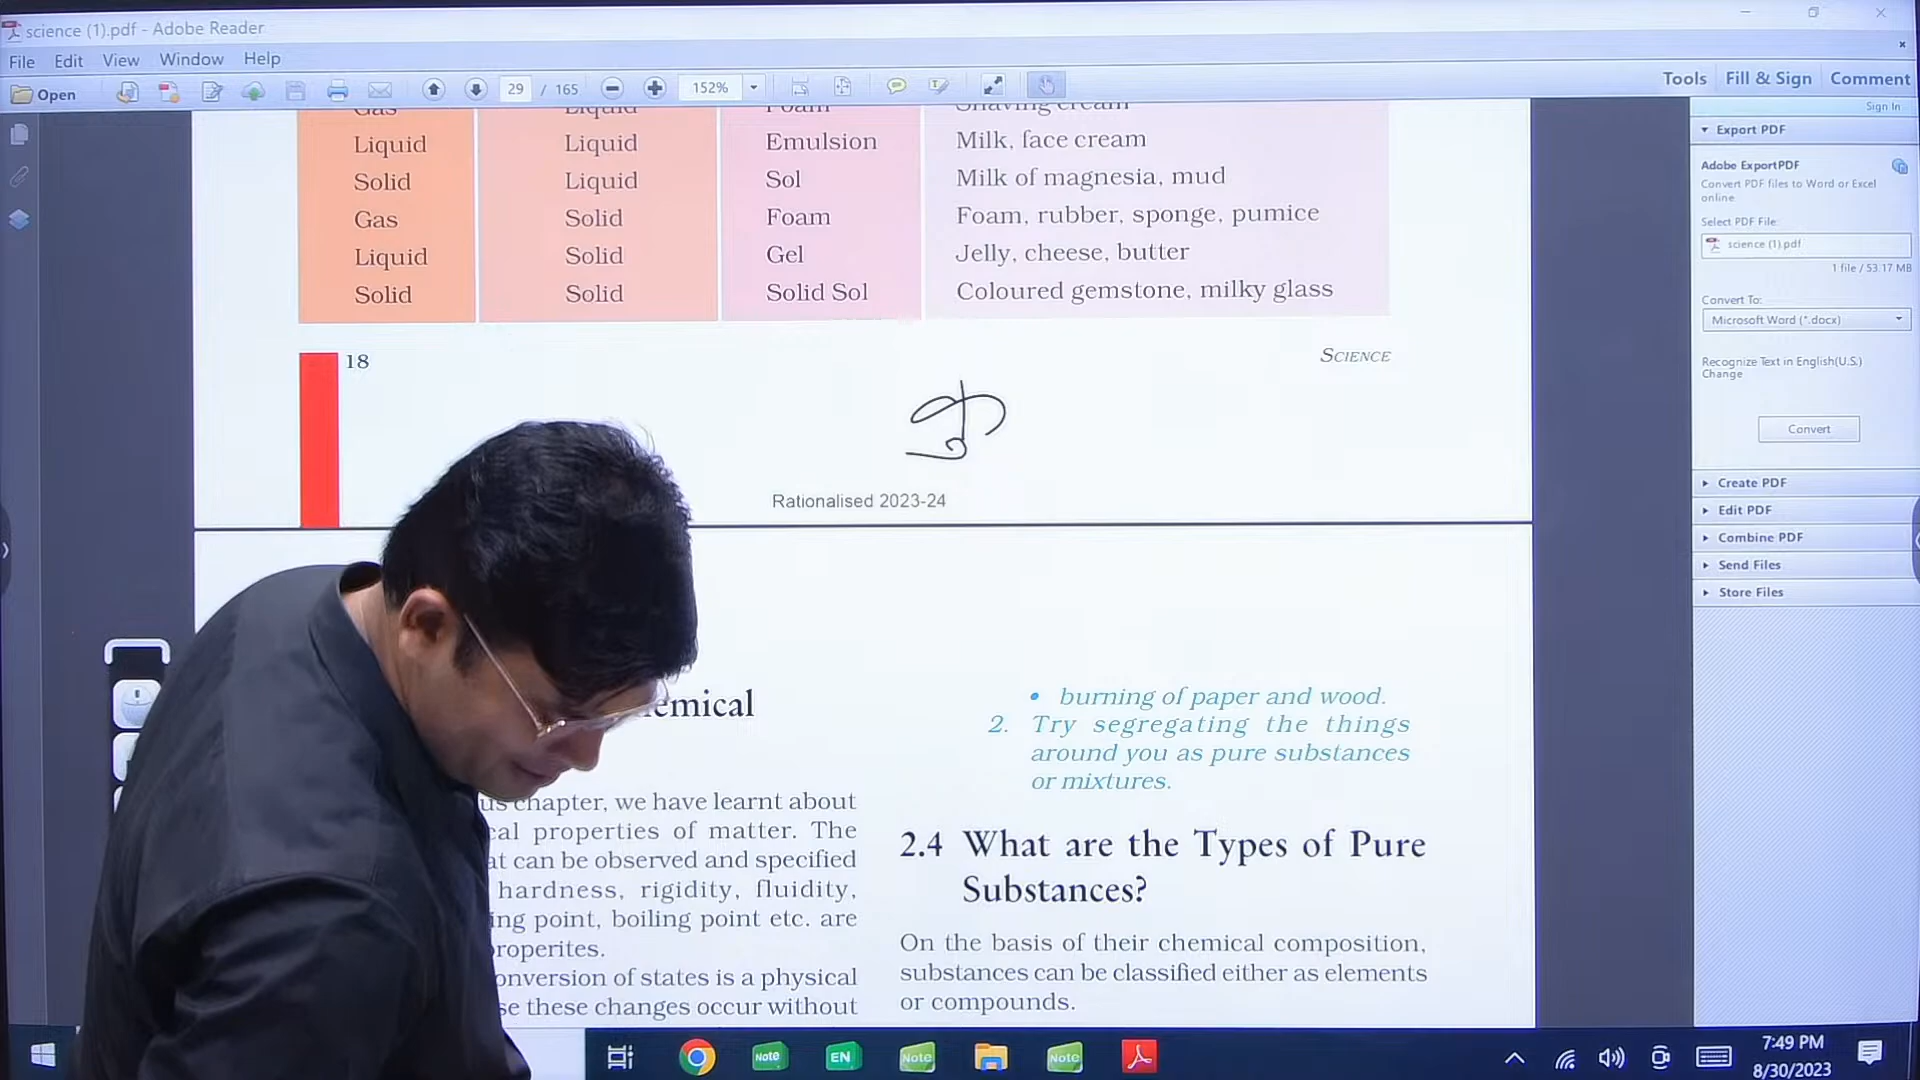 science (1).pdf - Adobe Reader
File Edit View Window Help
Open 29 / 165 152% Tools Fill & Sign Comment
Sign In
Gas Liquid Foam Shaving cream
Liquid Liquid Emulsion Milk, face cream
Solid Liquid Sol Milk of magnesia, mud
Gas Solid Foam Foam, rubber, sponge, pumice
Liquid Solid Gel Jelly, cheese, butter
Solid Solid Solid Sol Coloured gemstone, milky glass
18 SCIENCE
Rationalised 2023-24
emical
us chapter, we have learnt about
cal properties of matter. The
at can be observed and specified
hardness, rigidity, fluidity,
ing point, boiling point etc. are
properites.
onversion of states is a physical
se these changes occur without
• burning of paper and wood.
2. Try segregating the things
around you as pure substances
or mixtures.
2.4 What are the Types of Pure
Substances?
On the basis of their chemical composition,
substances can be classified either as elements
or compounds.
Export PDF
Adobe ExportPDF
Convert PDF files to Word or Excel
online.
Select PDF File:
science (1).pdf
1 file / 53.17 MB
Convert To:
Microsoft Word (*.docx)
Recognize Text in English(U.S.)
Change
Convert
Create PDF
Edit PDF
Combine PDF
Send Files
Store Files
Note EN Note Note
7:49 PM
8/30/2023